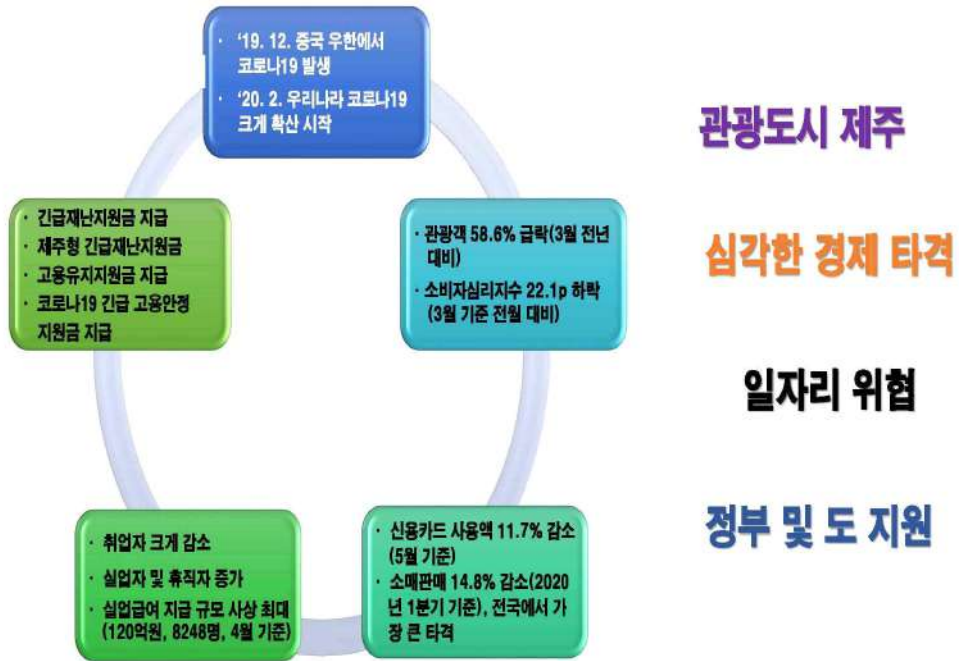 · ‘19. 12. 중국 우한에서
코로나19 발생
· ‘20. 2. 우리나라 코로나19
크게 확산 시작
· 관광객 58.6% 급락(3월 전년
대비)
· 소비자심리지수 22.1p 하락
(3월 기준 전월 대비)
· 신용카드 사용액 11.7% 감소
(5월 기준)
· 소매판매 14.8% 감소(2020
년 1분기 기준), 전국에서 가
장 큰 타격
· 취업자 크게 감소
· 실업자 및 휴직자 증가
· 실업급여 지급 규모 사상 최대
(120억원, 8248명, 4월 기준)
· 긴급재난지원금 지급
· 제주형 긴급재난지원금
· 고용유지지원금 지급
· 코로나19 긴급 고용안정
지원금 지급
관광도시 제주
심각한 경제 타격
일자리 위협
정부 및 도 지원